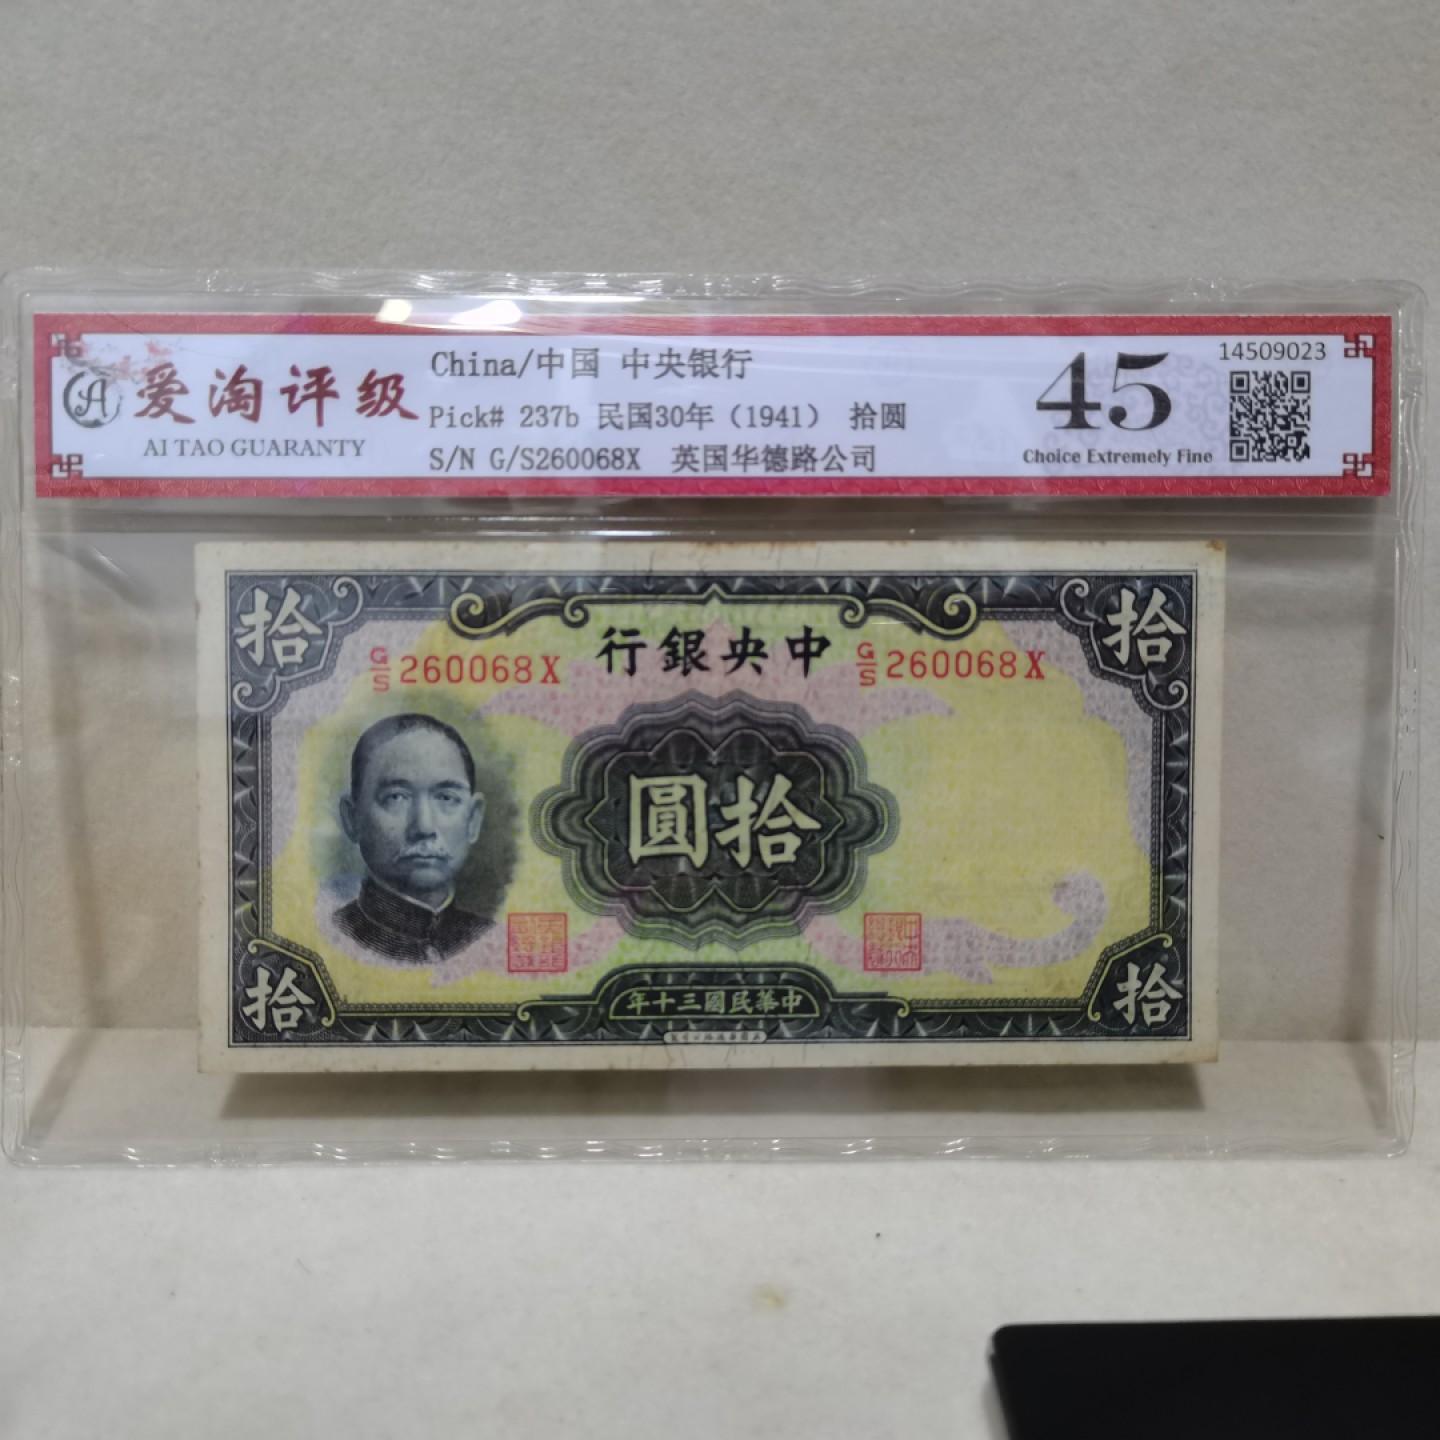 爱淘评级
AI TAO GUARANTY
China/中国 中央银行
Pick# 237b 民国30年（1941） 拾圆
S/N G/S260068X 英国华德路公司
45
Choice Extremely Fine
14509023
拾
拾
行銀央中
G/S 260068X
G/S 260068X
圓拾
拾
拾
年十三國民華中